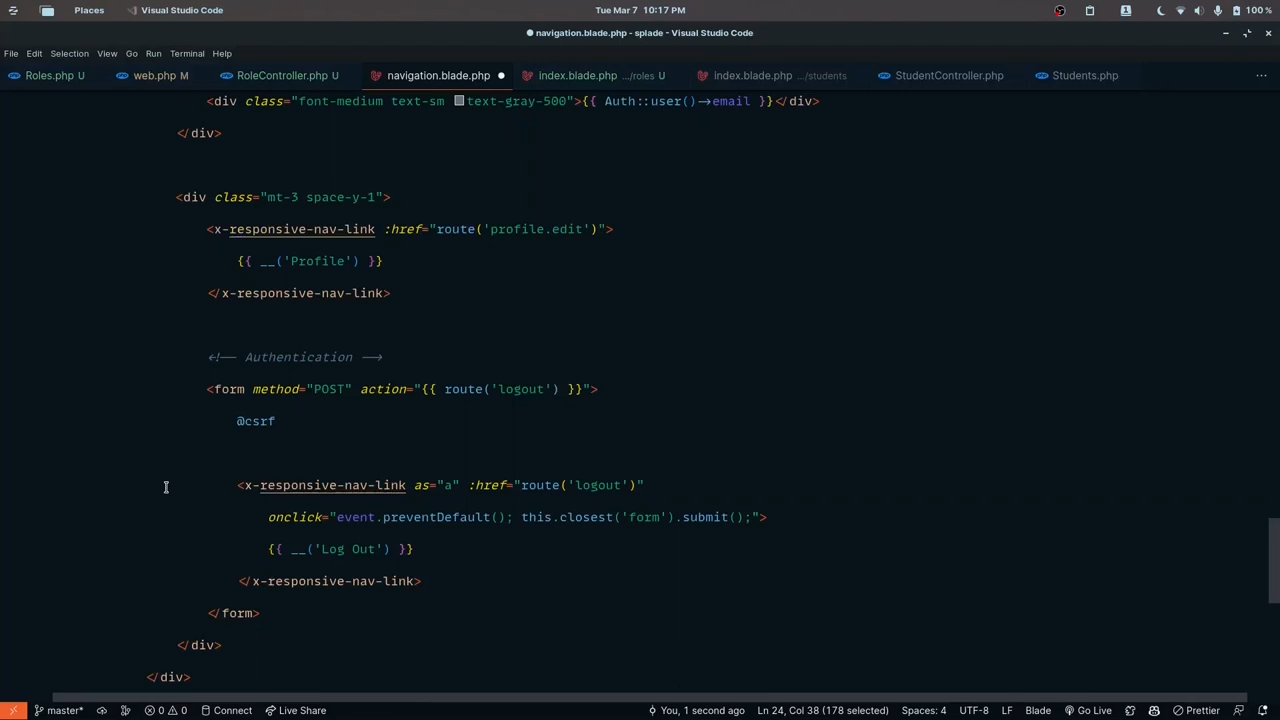 Places Visual Studio Code Tue Mar 7 10:17 PM 100%
navigation.blade.php - splade - Visual Studio Code
File Edit Selection View Go Run Terminal Help
Roles.php U web.php M RoleController.php U navigation.blade.php index.blade.php .../roles U index.blade.php .../students StudentController.php Students.php
<div class="font-medium text-sm text-gray-500">{{ Auth::user()->email }}</div>
</div>
<div class="mt-3 space-y-1">
<x-responsive-nav-link :href="route('profile.edit')">
{{ __('Profile') }}
</x-responsive-nav-link>
<!-- Authentication -->
<form method="POST" action="{{ route('logout') }}">
@csrf
<x-responsive-nav-link as="a" :href="route('logout')"
onclick="event.preventDefault(); this.closest('form').submit();">
{{ __('Log Out') }}
</x-responsive-nav-link>
</form>
</div>
</div>
master* 0 0 Connect Live Share You, 1 second ago Ln 24, Col 38 (178 selected) Spaces: 4 UTF-8 LF Blade Go Live Prettier